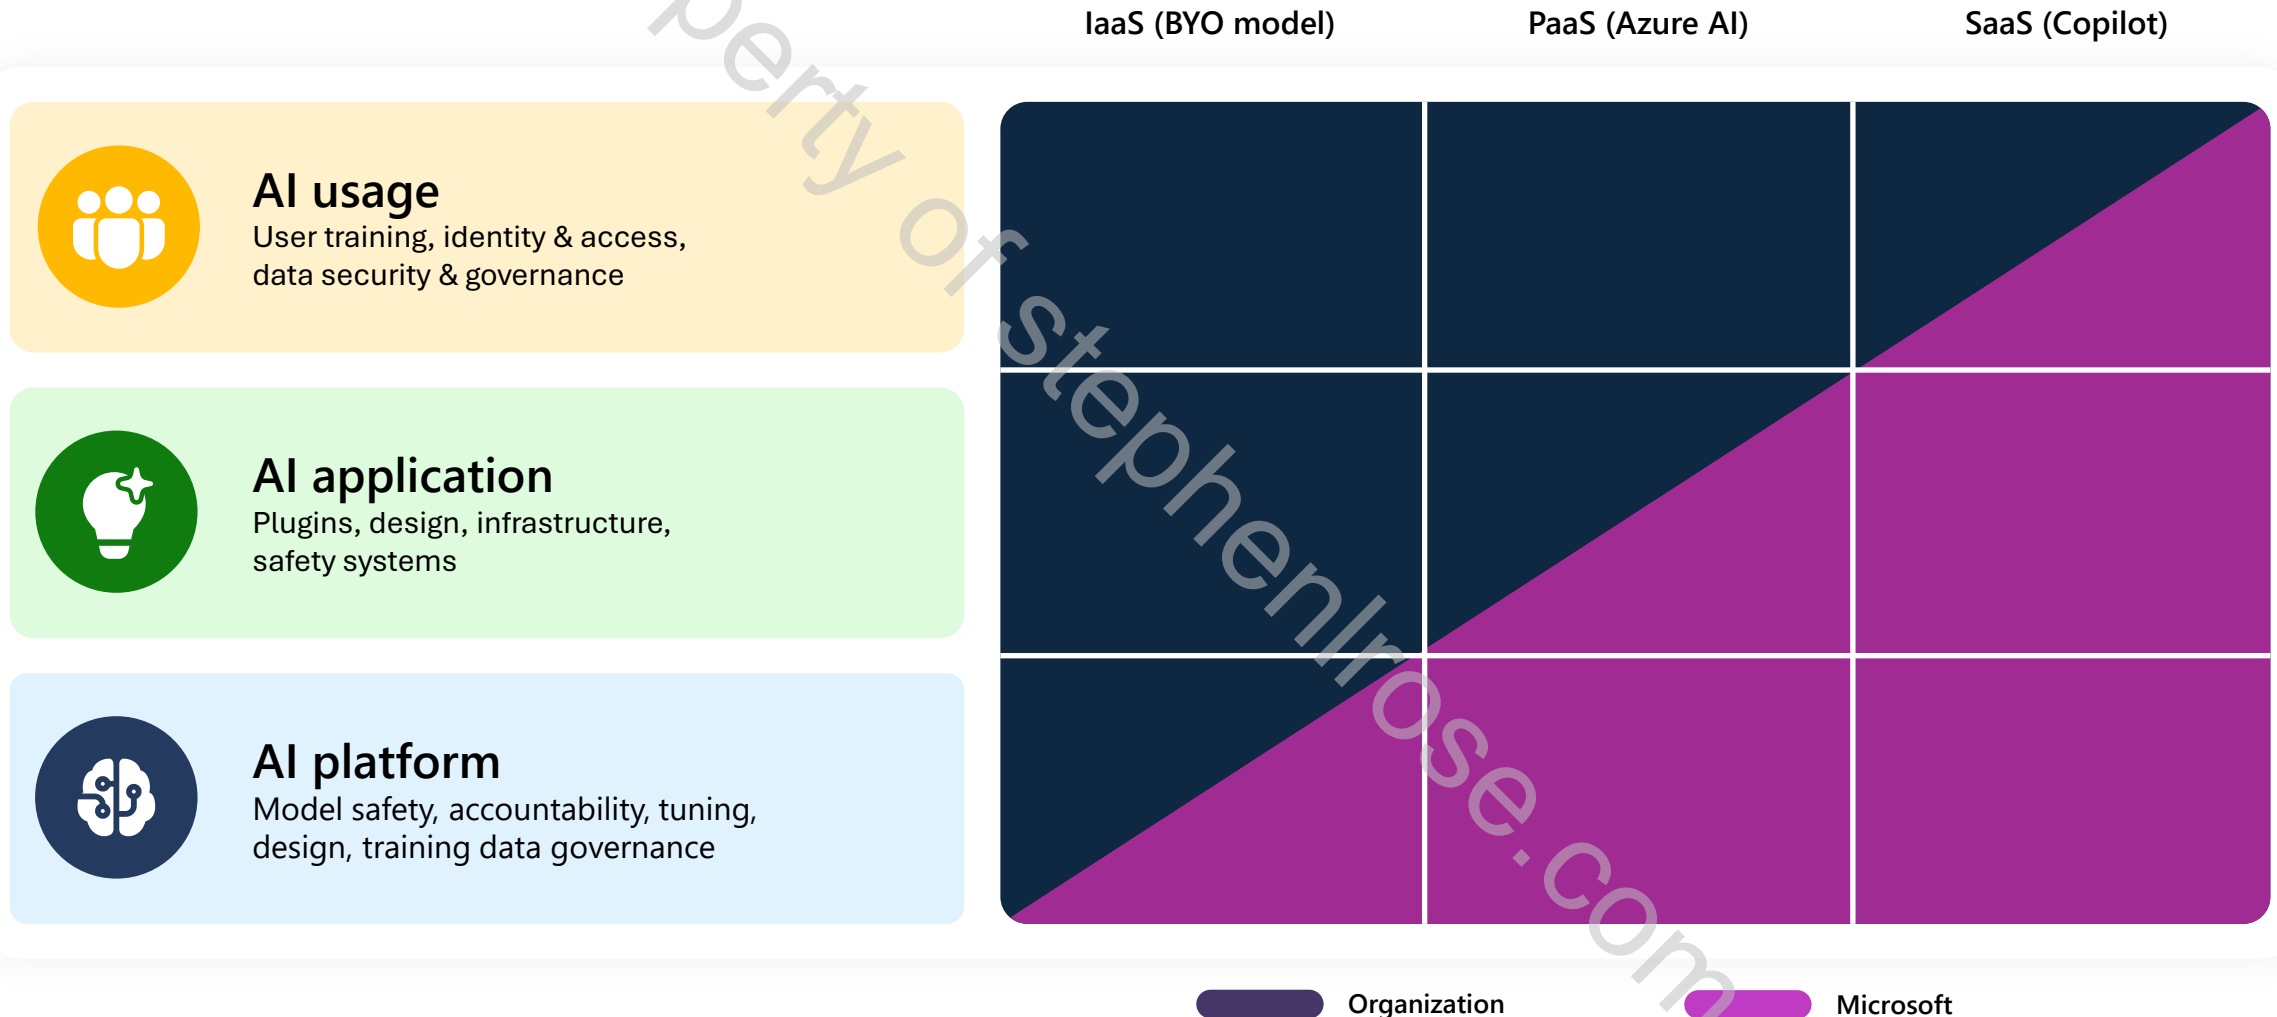 IaaS (BYO model)
PaaS (Azure AI)
SaaS (Copilot)
AI usage
User training, identity & access,
data security & governance
AI application
Plugins, design, infrastructure,
safety systems
AI platform
Model safety, accountability, tuning,
design, training data governance
Organization
Microsoft
perty of stephenlrose.com